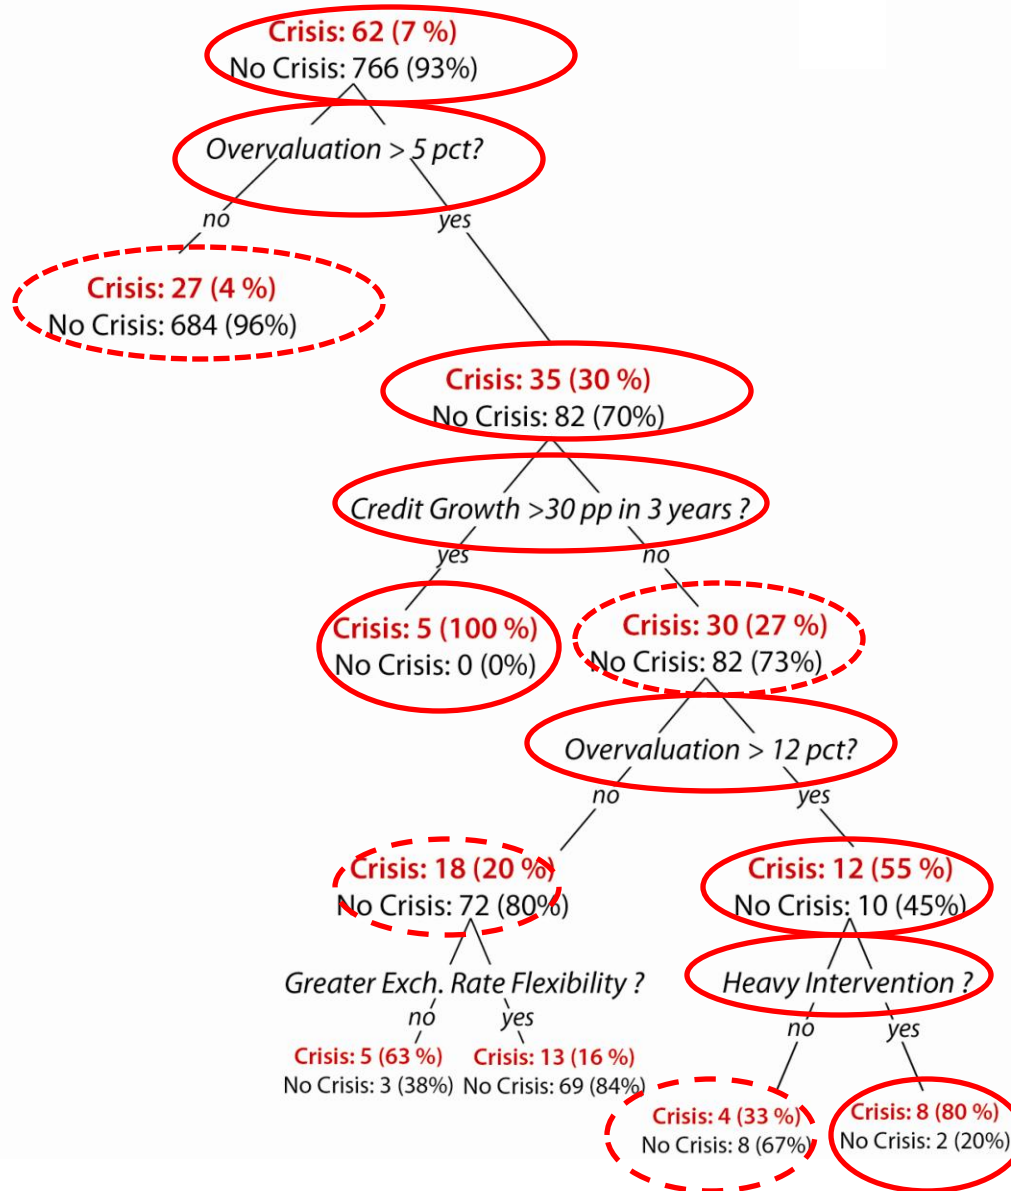 Crisis: 62 (7 %)
No Crisis: 766 (93%)
Overvaluation > 5 pct?
no
yes
Crisis: 27 (4 %)
No Crisis: 684 (96%)
Crisis: 35 (30 %)
No Crisis: 82 (70%)
Credit Growth >30 pp in 3 years ?
yes
no
Crisis: 5 (100 %)
No Crisis: 0 (0%)
Crisis: 30 (27 %)
No Crisis: 82 (73%)
Overvaluation > 12 pct?
no
yes
Crisis: 18 (20 %)
No Crisis: 72 (80%)
Crisis: 12 (55 %)
No Crisis: 10 (45%)
Greater Exch. Rate Flexibility ?
no
yes
Heavy Intervention ?
no
yes
Crisis: 5 (63 %)
No Crisis: 3 (38%)
Crisis: 13 (16 %)
No Crisis: 69 (84%)
Crisis: 4 (33 %)
No Crisis: 8 (67%)
Crisis: 8 (80 %)
No Crisis: 2 (20%)